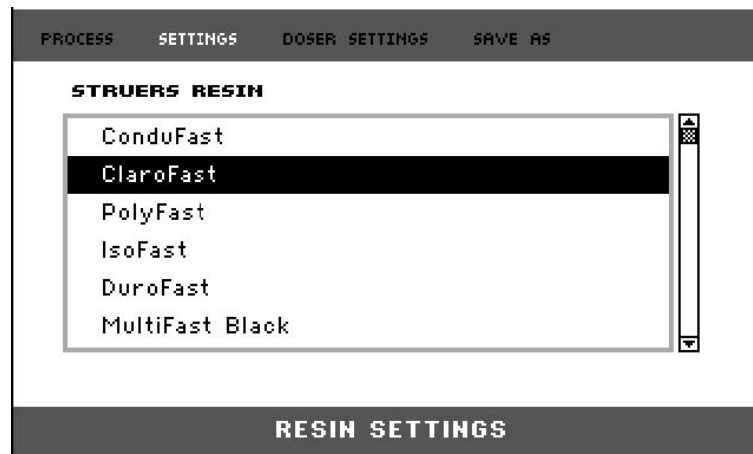 PROCESS SETTINGS DOSER SETTINGS SAVE AS
STRUERS RESIN
ConduFast
ClaroFast
PolyFast
IsoFast
DuroFast
MultiFast Black
RESIN SETTINGS